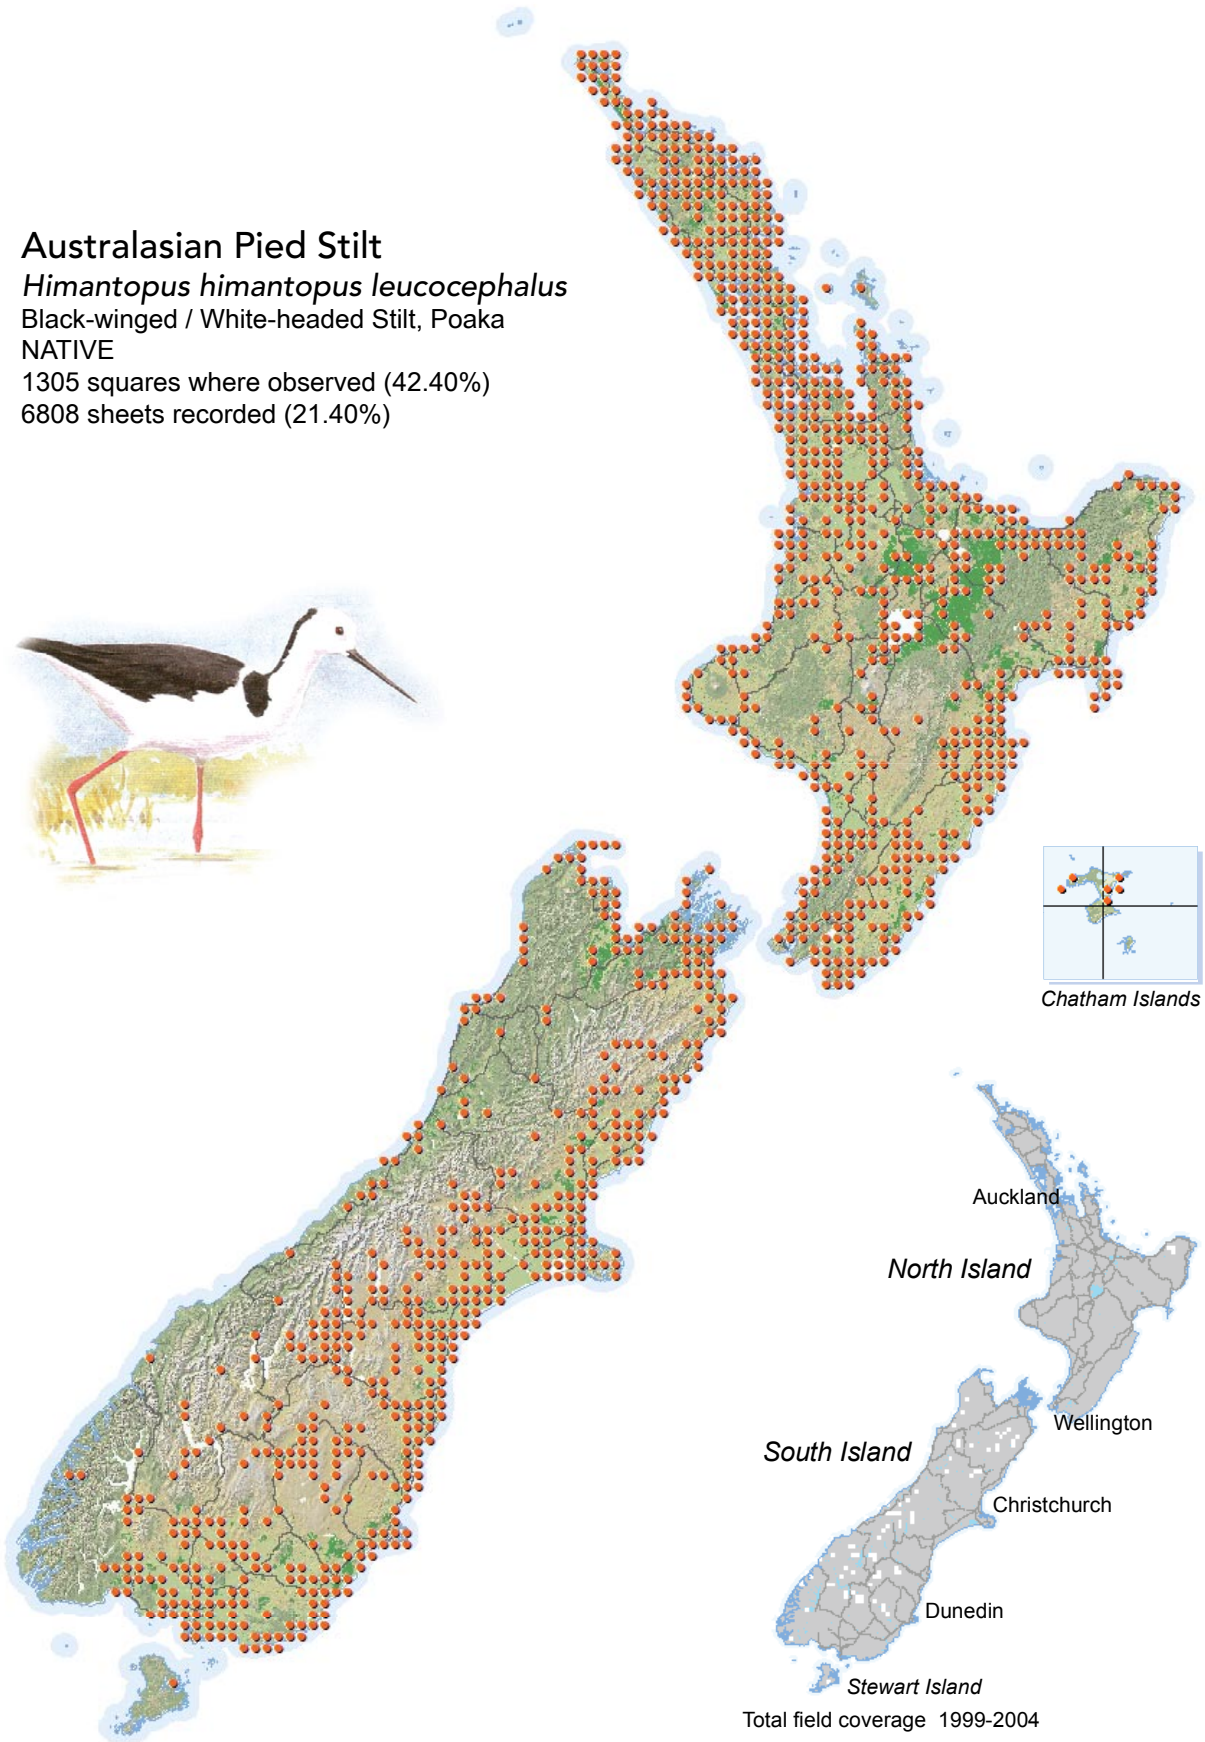 Australasian Pied Stilt
Himantopus himantopus leucocephalus
Black-winged / White-headed Stilt, Poaka
NATIVE
1305 squares where observed (42.40%)
6808 sheets recorded (21.40%)
Chatham Islands
Auckland
North Island
Wellington
South Island
Christchurch
Dunedin
Stewart Island
Total field coverage 1999-2004